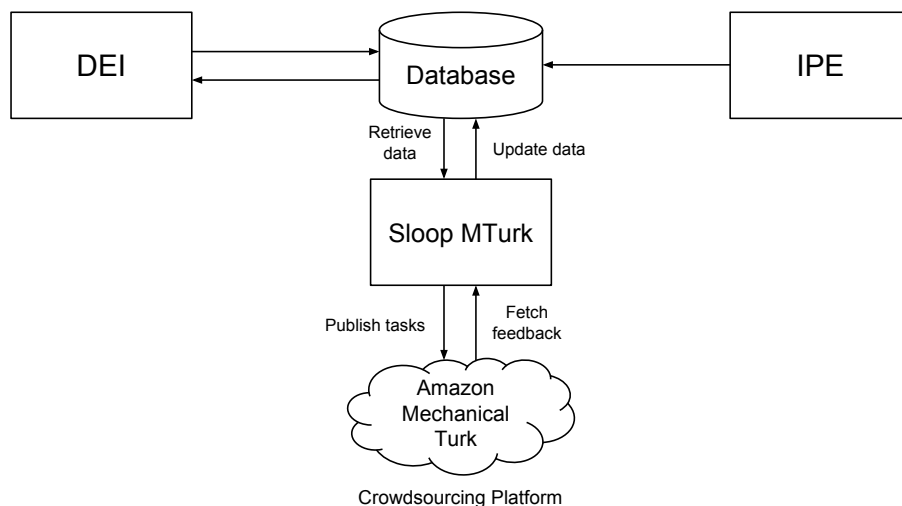 DEI
Database
IPE
Retrieve
data
Update data
Sloop MTurk
Publish tasks
Fetch
feedback
Amazon
Mechanical
Turk
Crowdsourcing Platform